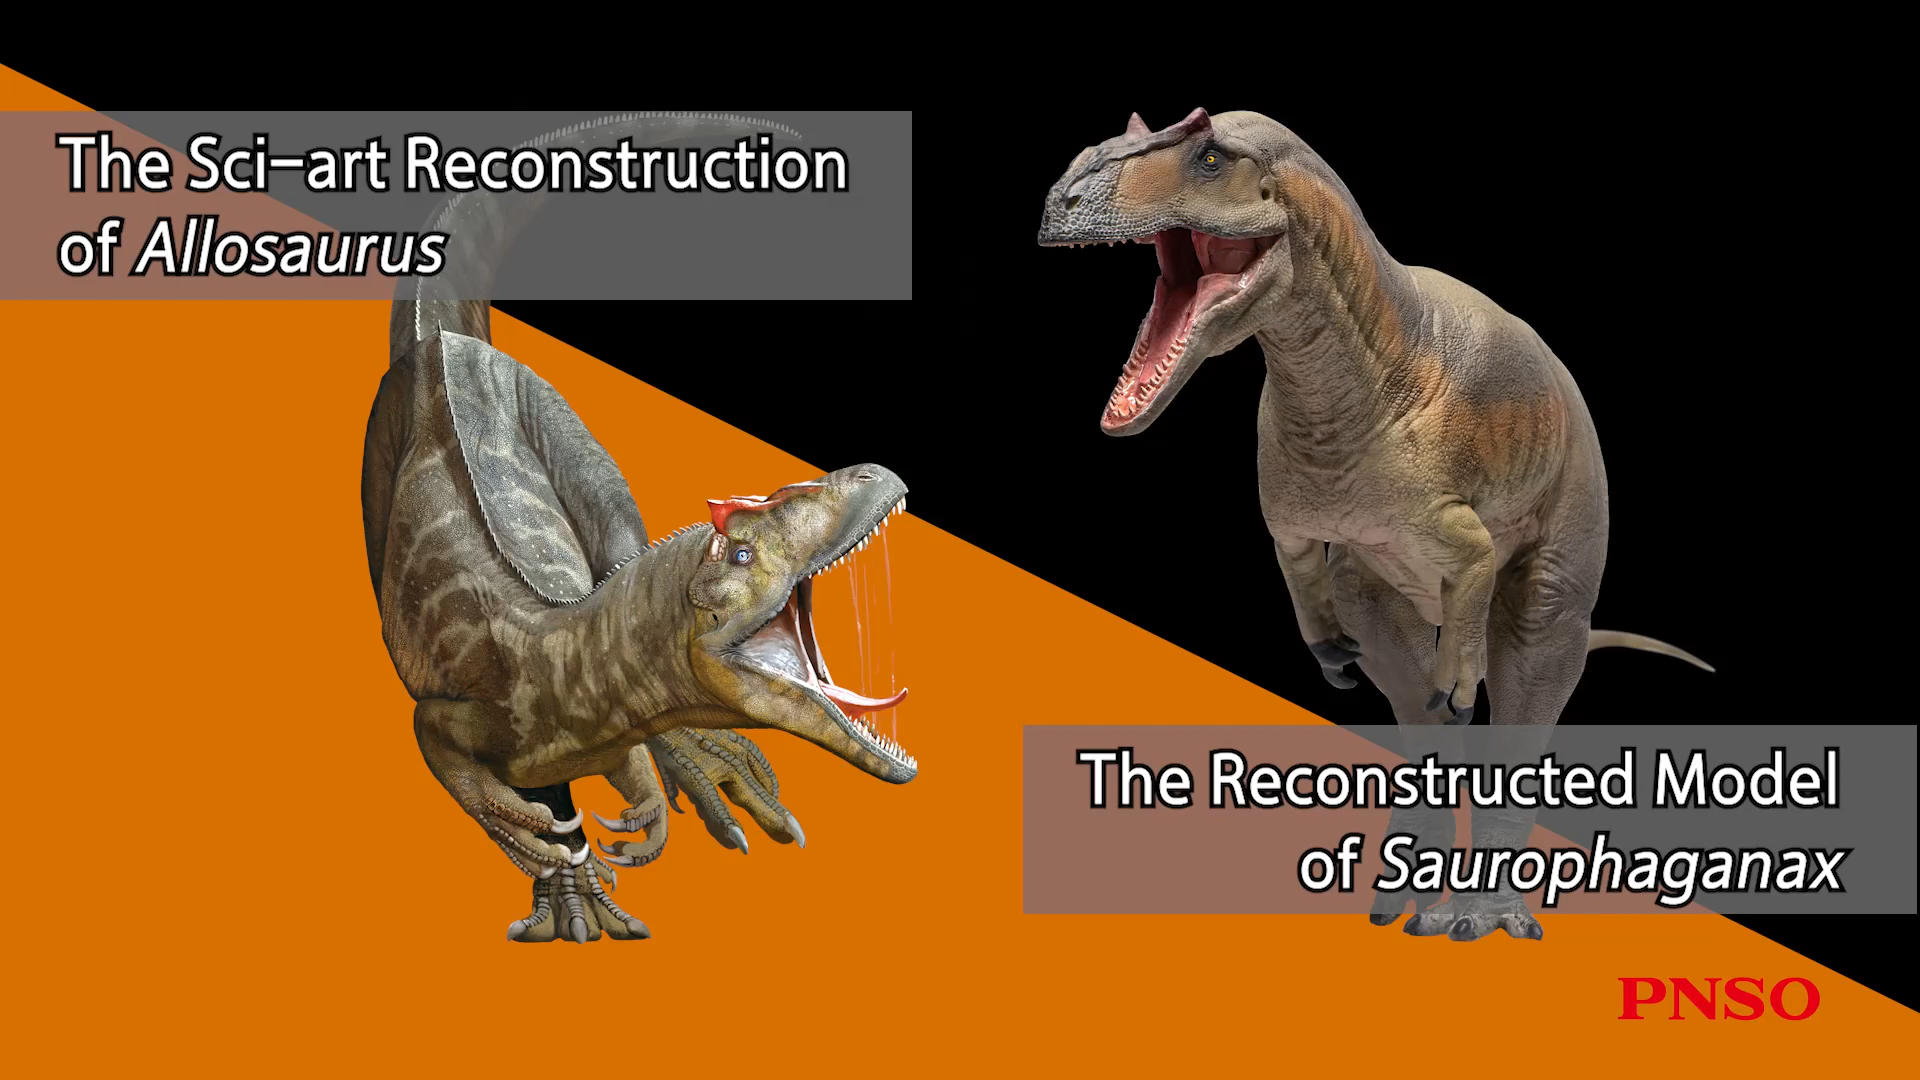 The Sci-art Reconstruction
of Allosaurus
The Reconstructed Model
of Saurophaganax
PNSO